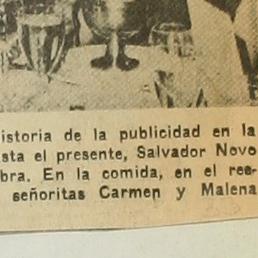 istoria de la publicidad en la
sta el presente, Salvador Novo
bra. En la comida, en el res-
señoritas Carmen y Malena